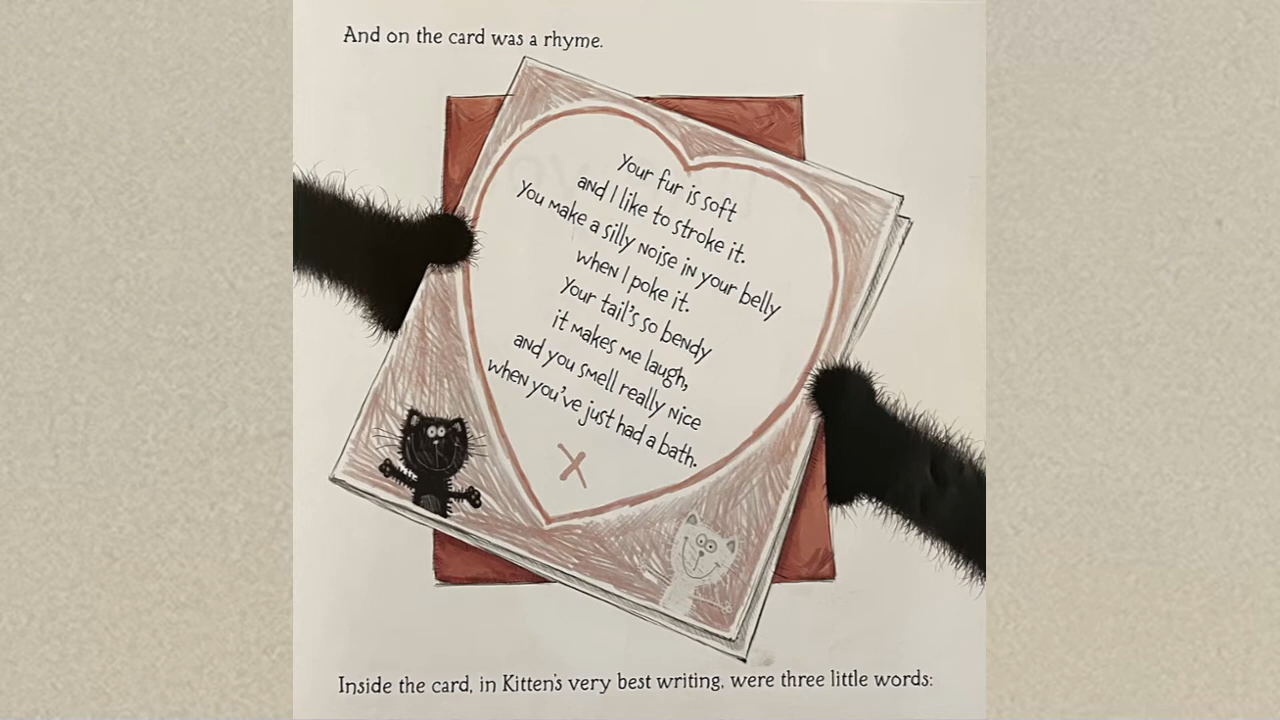 And on the card was a rhyme.
your fur is soft
and I like to stroke it.
You make a silly noise in your belly
when I poke it.
Your tail's so bendy
it makes me laugh,
and you smell really nice
when you've just had a bath.
X
Inside the card, in Kitten's very best writing, were three little words: